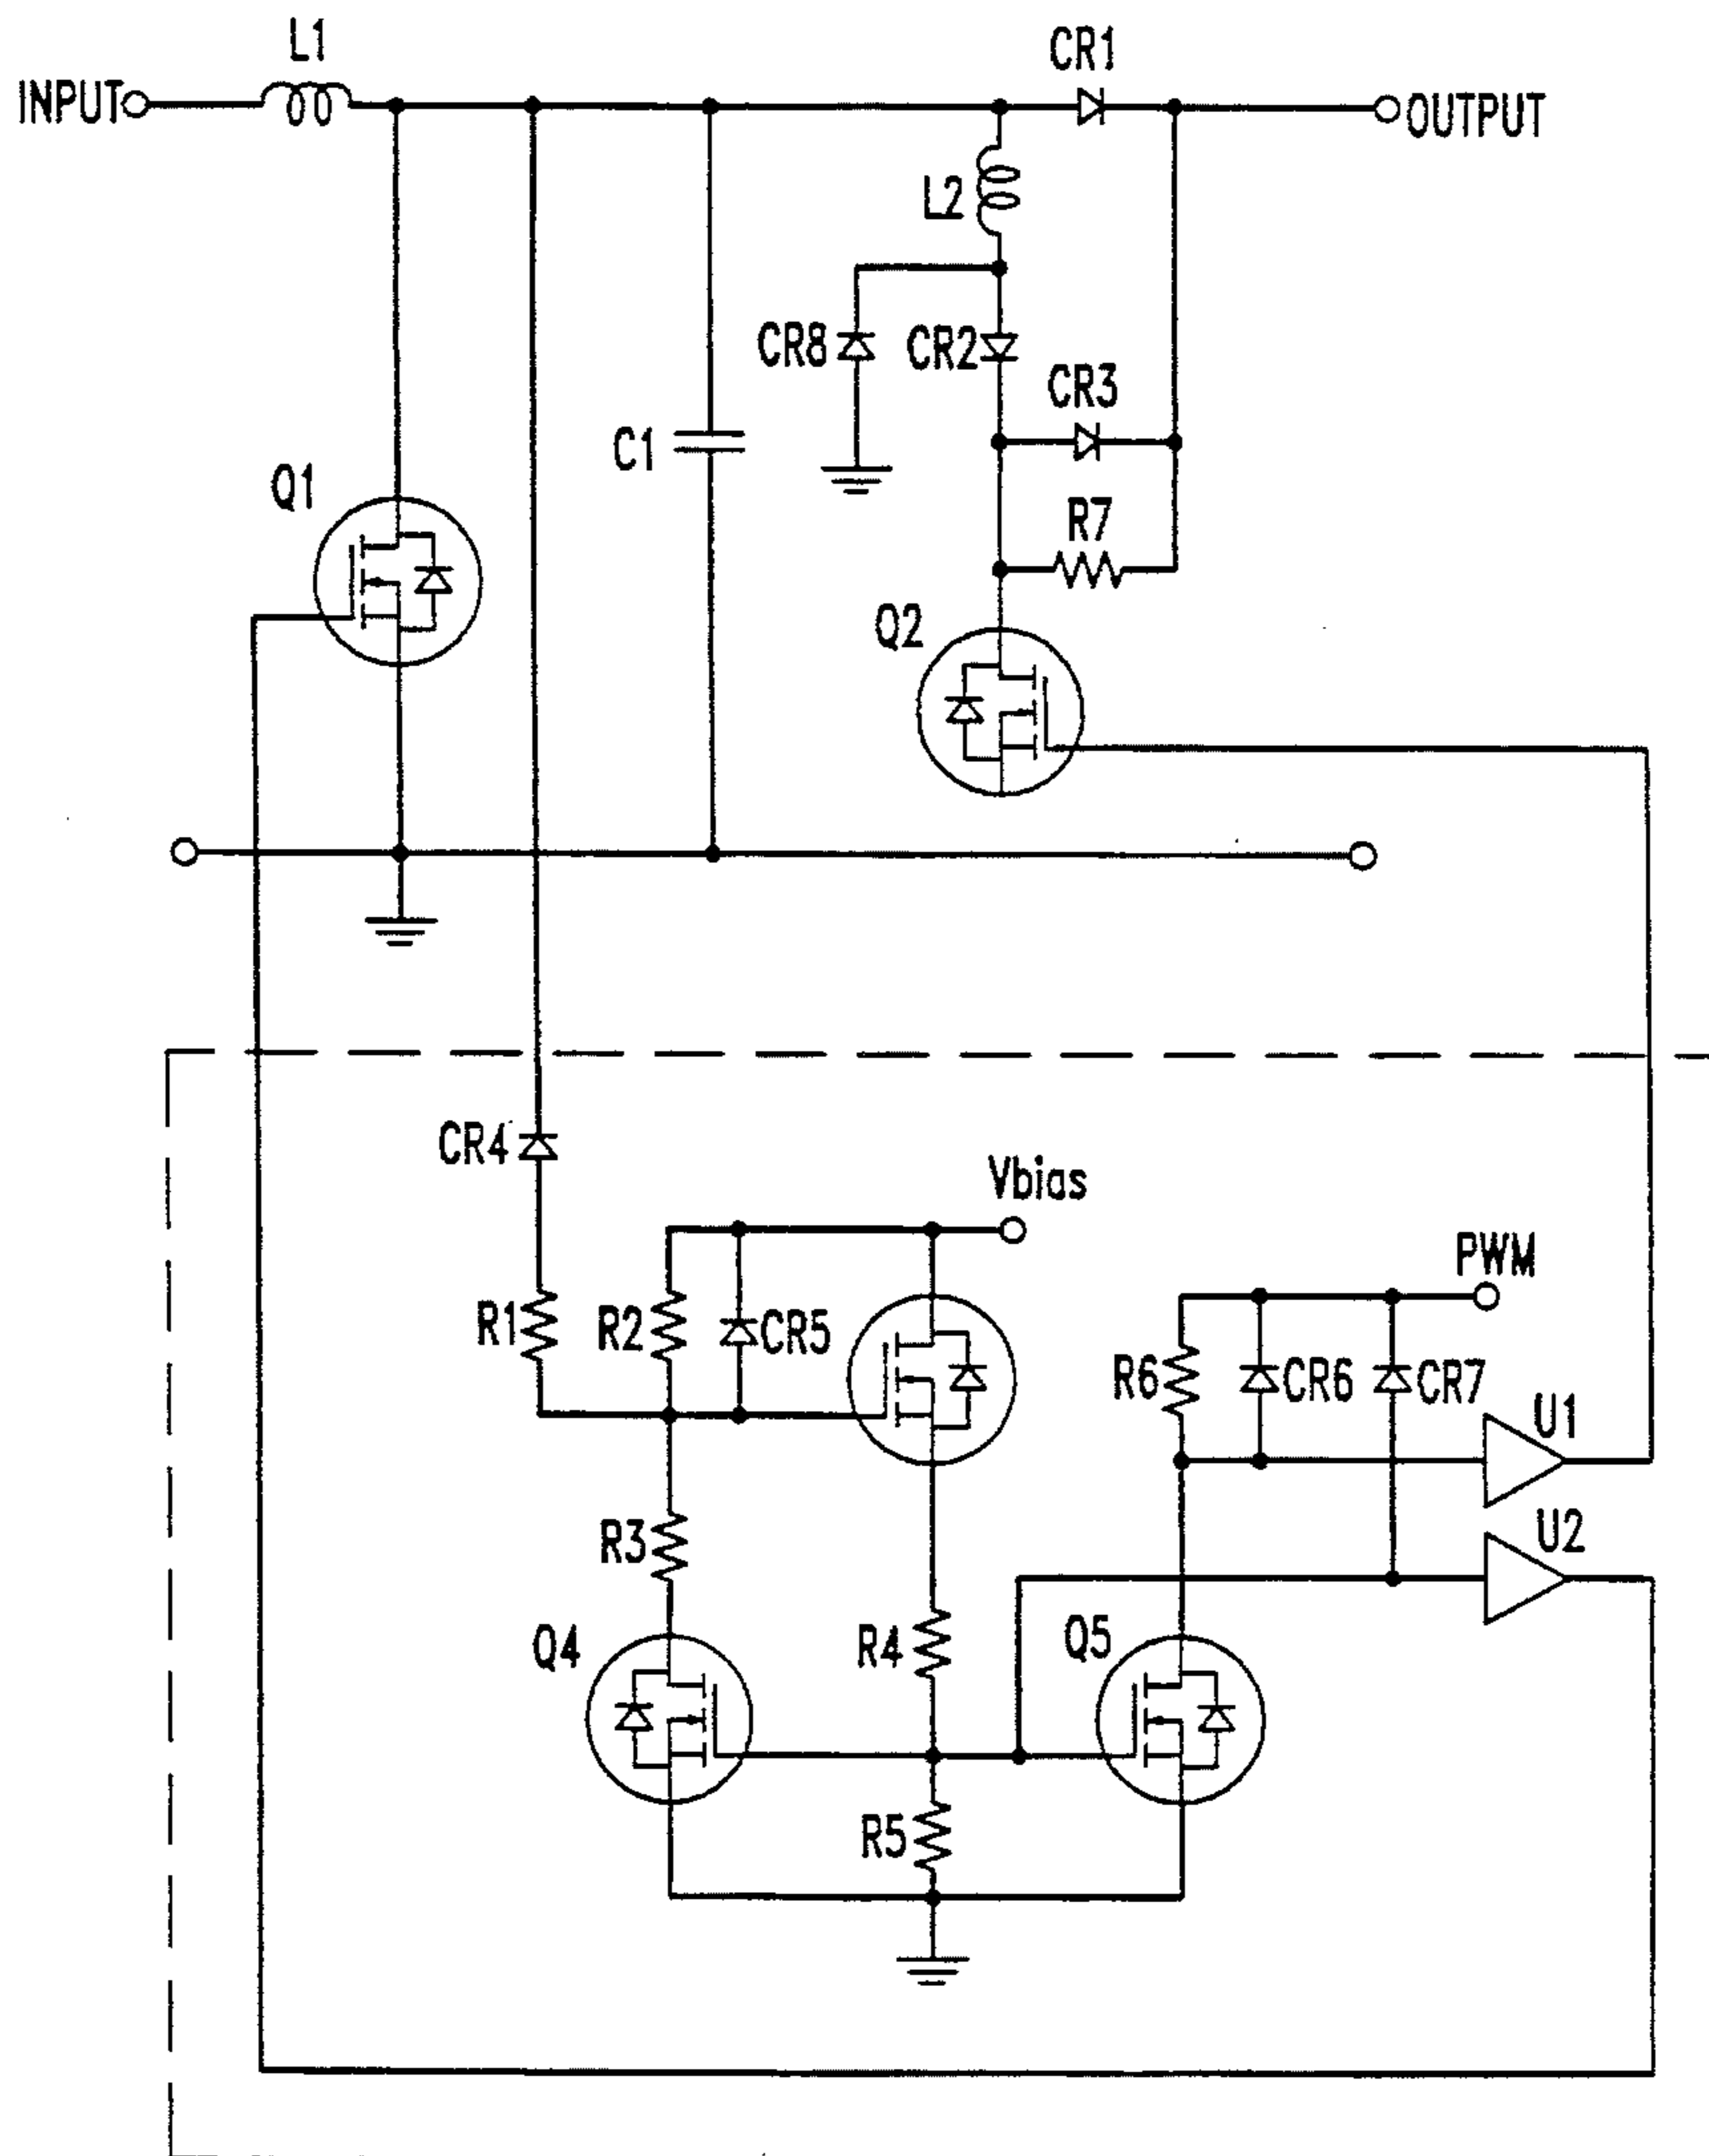 L1
CR1
INPUT
OUTPUT
L2
CR8
CR2
CR3
C1
Q1
R7
Q2
CR4
Vbias
PWM
R1
R2
CR5
R6
CR6
CR7
U1
R3
U2
Q4
R4
Q5
R5